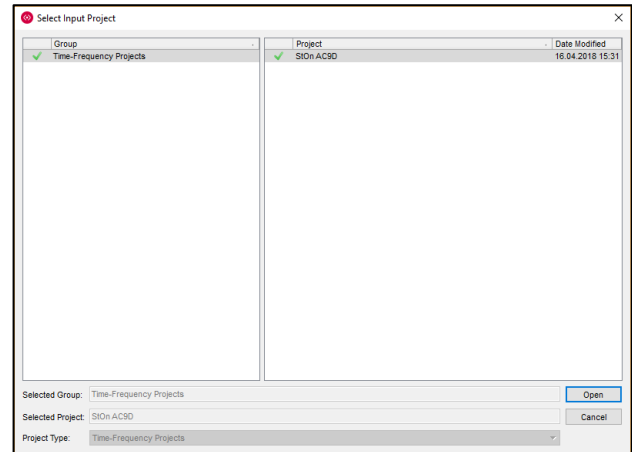 Select Input Project
Group
Project
Date Modified
Time-Frequency Projects
StOn AC9D
16.04.2018 15:31
Selected Group:
Time-Frequency Projects
Open
Selected Project:
StOn AC9D
Cancel
Project Type:
Time-Frequency Projects